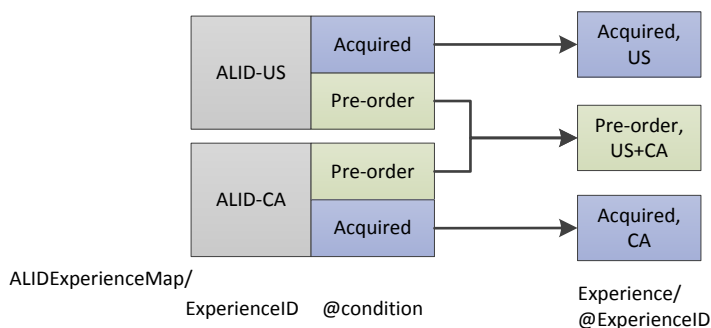 ALID-US
Acquired
Pre-order
Acquired,
US
Pre-order,
US+CA
ALID-CA
Pre-order
Acquired
Acquired,
CA
ALIDExperienceMap/
ExperienceID @condition
Experience/
@ExperienceID